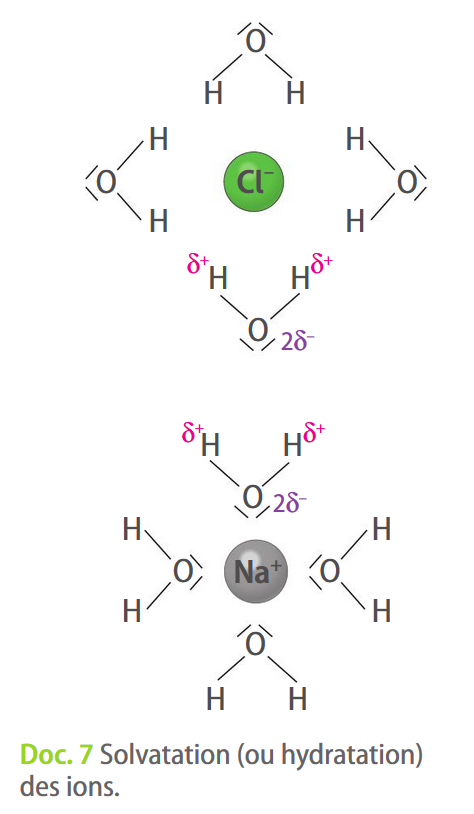 O
H H
H H
O Cl⁻ O
H H
δ⁺H Hδ⁺
O 2δ⁻
δ⁺H Hδ⁺
O 2δ⁻
H H
O Na⁺ O
H O H
H H
Doc. 7 Solvatation (ou hydratation)
des ions.